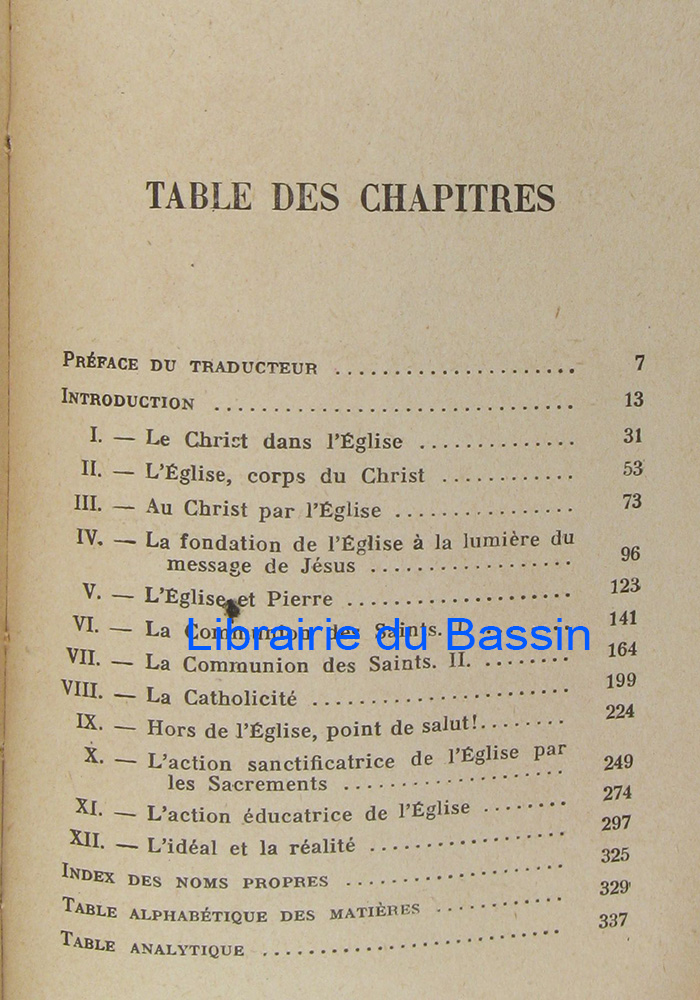 TABLE DES CHAPITRES
PRÉFACE DU TRADUCTEUR ..................... 7
INTRODUCTION ............................... 13
I. — Le Christ dans l'Église .............. 31
II. — L'Église, corps du Christ ............ 53
III. — Au Christ par l'Église ................ 73
IV. — La fondation de l'Église à la lumière du
message de Jésus .................. 96
V. — L'Église et Pierre .................... 123
VI. — La Communion des Saints. ........ 141
Librairie du Bassin
VII. — La Communion des Saints. II. ........ 164
VIII. — La Catholicité ...................... 199
IX. — Hors de l'Église, point de salut!........ 224
X. — L'action sanctificatrice de l'Église par
les Sacrements .................... 249
XI. — L'action éducatrice de l'Église ........ 274
XII. — L'idéal et la réalité .................. 297
INDEX DES NOMS PROPRES .................... 325
TABLE ALPHABÉTIQUE DES MATIÈRES ............ 329
TABLE ANALYTIQUE ........................... 337